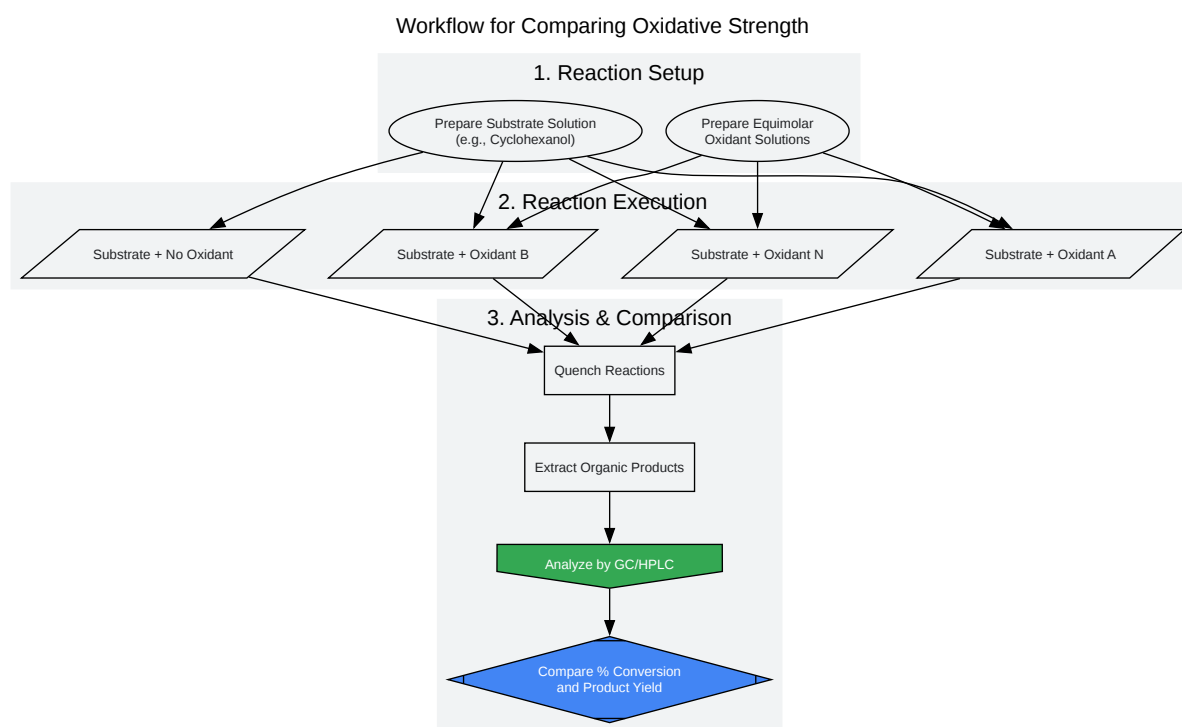 Workflow for Comparing Oxidative Strength
1. Reaction Setup
Prepare Substrate Solution
(e.g., Cyclohexanol)
Prepare Equimolar
Oxidant Solutions
2. Reaction Execution
Substrate + No Oxidant
Substrate + Oxidant B
Substrate + Oxidant N
Substrate + Oxidant A
3. Analysis & Comparison
Quench Reactions
Extract Organic Products
Analyze by GC/HPLC
Compare % Conversion
and Product Yield